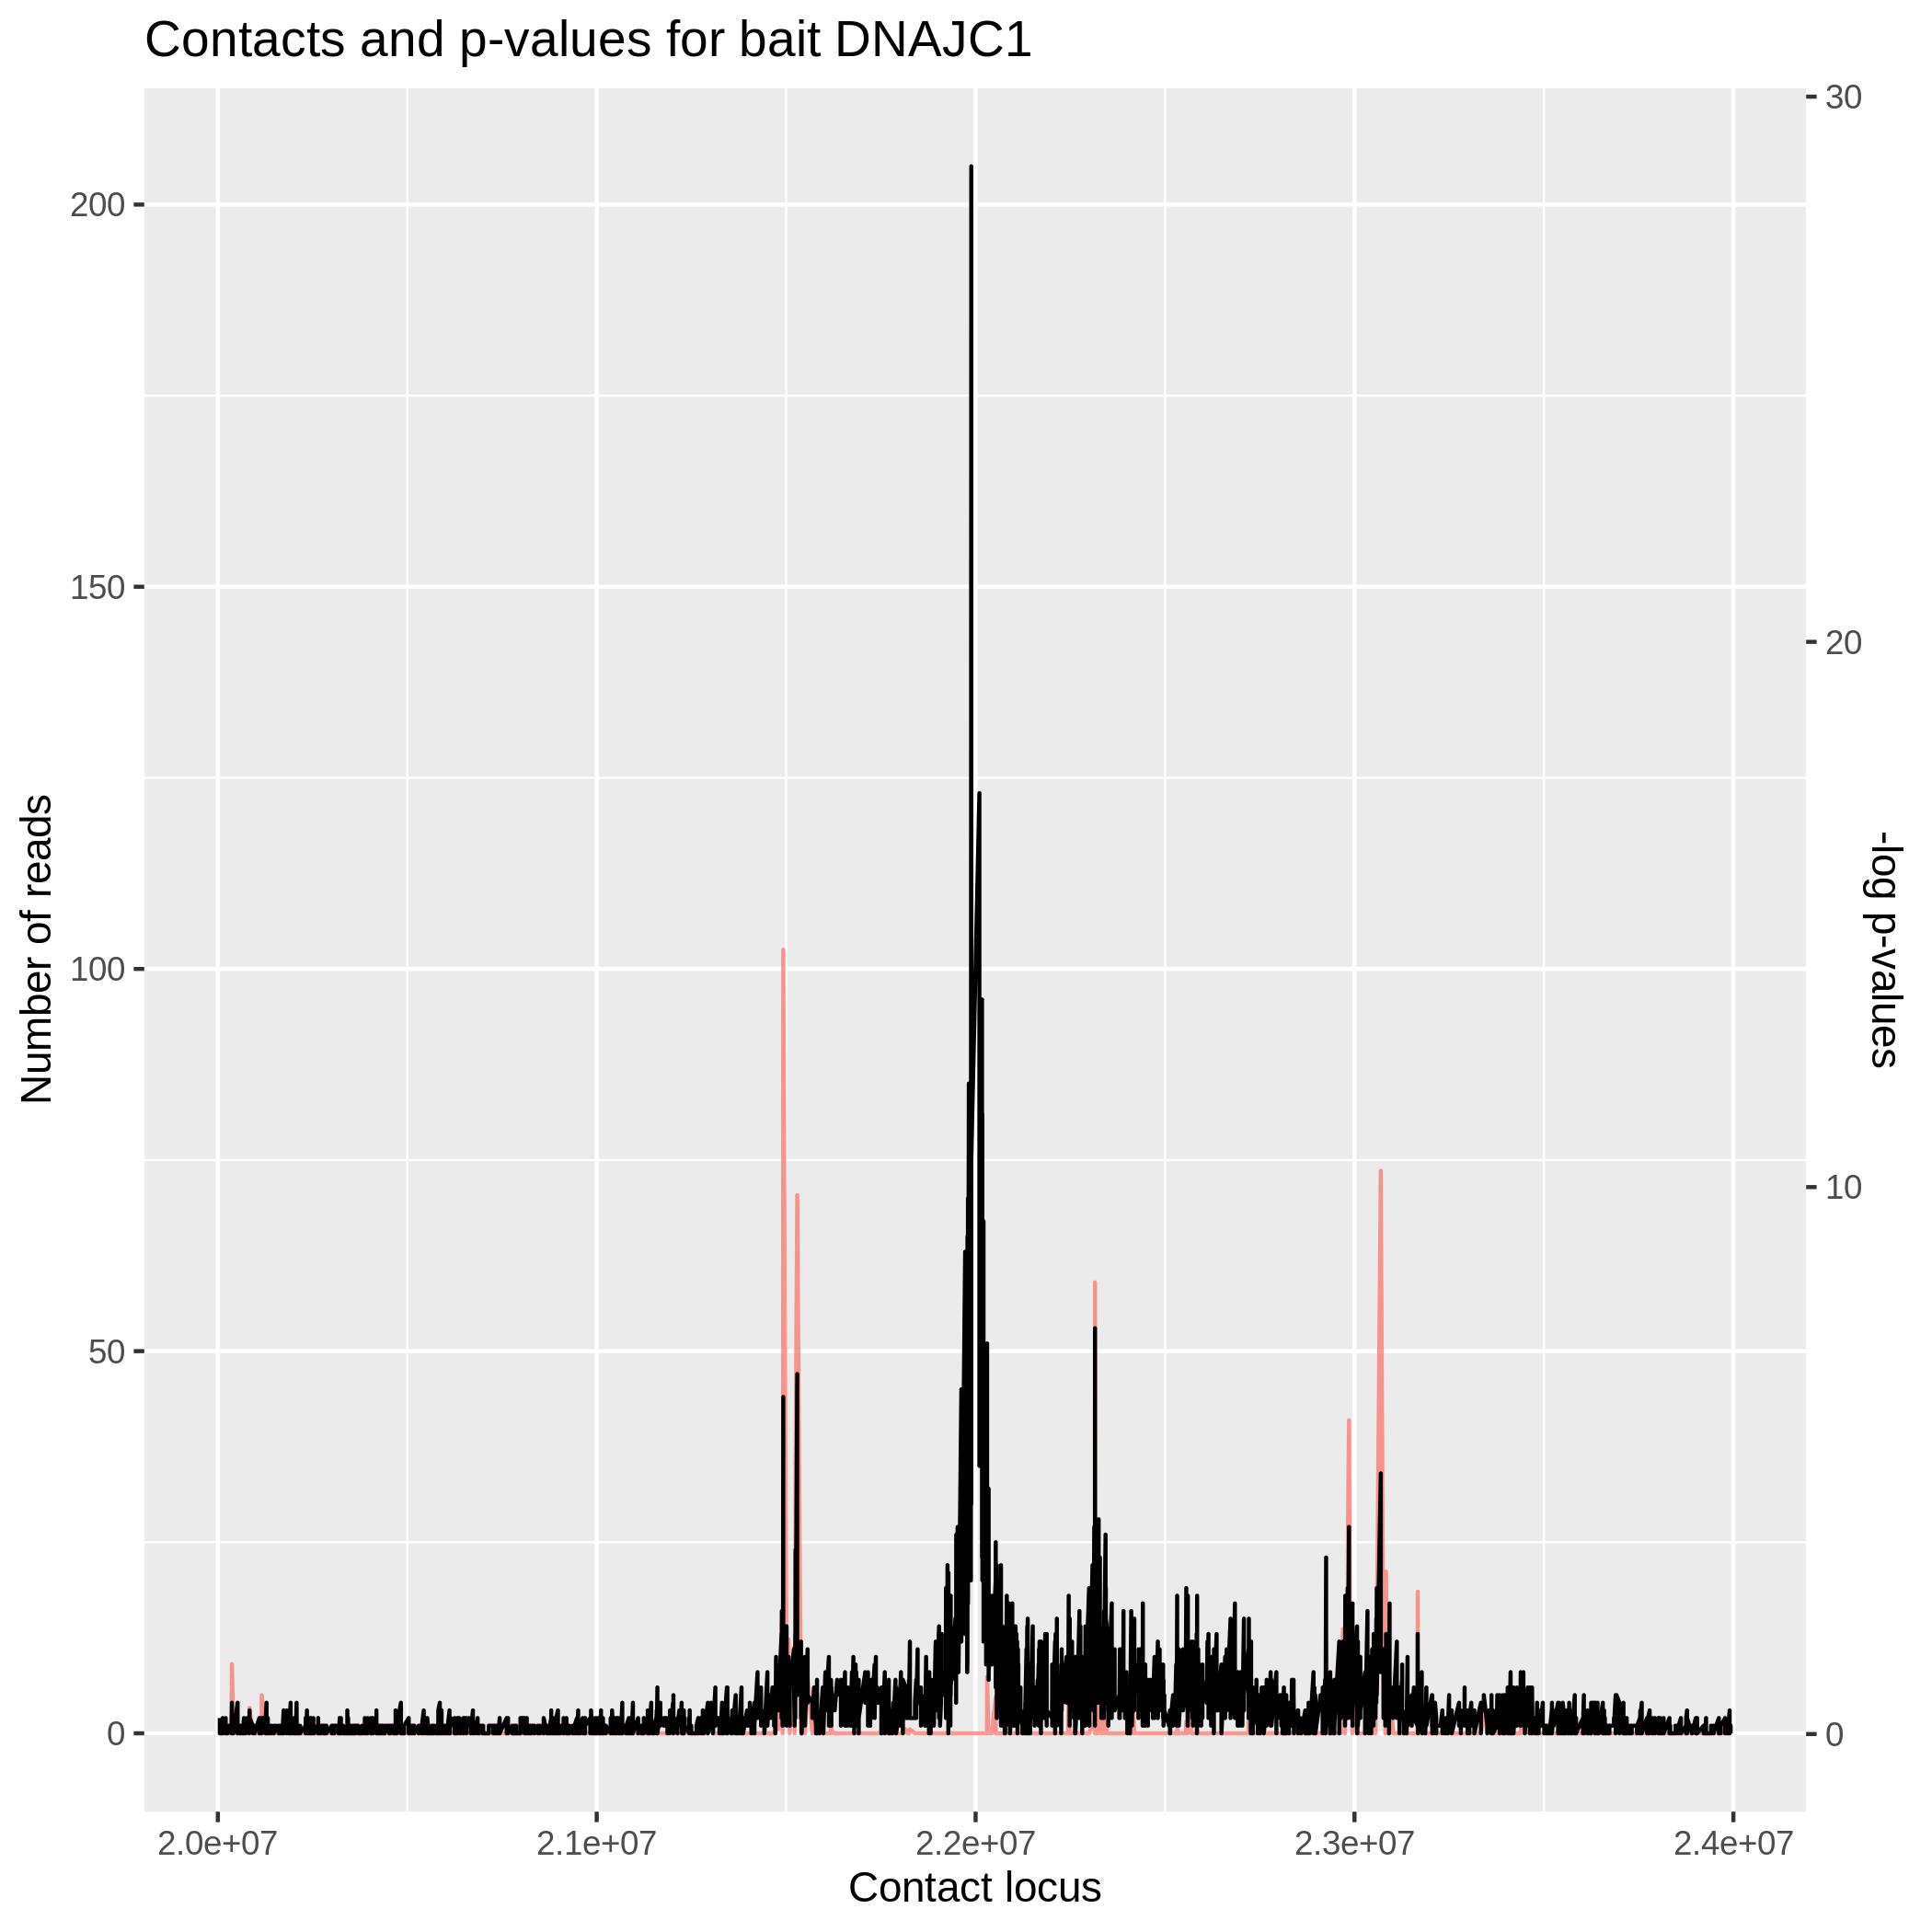 Contacts and p-values for bait DNAJC1
30
200
150
20
Number of reads
-log p-values
100
10
50
0
0
2.0e+07
2.1e+07
2.2e+07
2.3e+07
2.4e+07
Contact locus